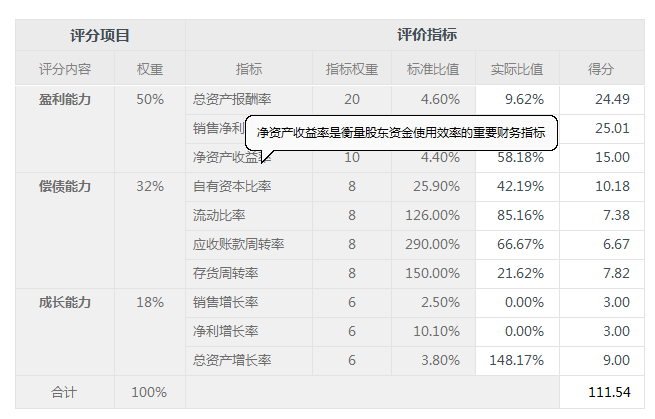 评分项目 评价指标
评分内容 权重 指标 指标权重 标准比值 实际比值 得分
盈利能力 50% 总资产报酬率 20 4.60% 9.62% 24.49
销售净利 25.01
净资产收益率是衡量股东资金使用效率的重要财务指标
净资产收益率 10 4.40% 58.18% 15.00
偿债能力 32% 自有资本比率 8 25.90% 42.19% 10.18
流动比率 8 126.00% 85.16% 7.38
应收账款周转率 8 290.00% 66.67% 6.67
存货周转率 8 150.00% 21.62% 7.82
成长能力 18% 销售增长率 6 2.50% 0.00% 3.00
净利增长率 6 10.10% 0.00% 3.00
总资产增长率 6 3.80% 148.17% 9.00
合计 100% 111.54